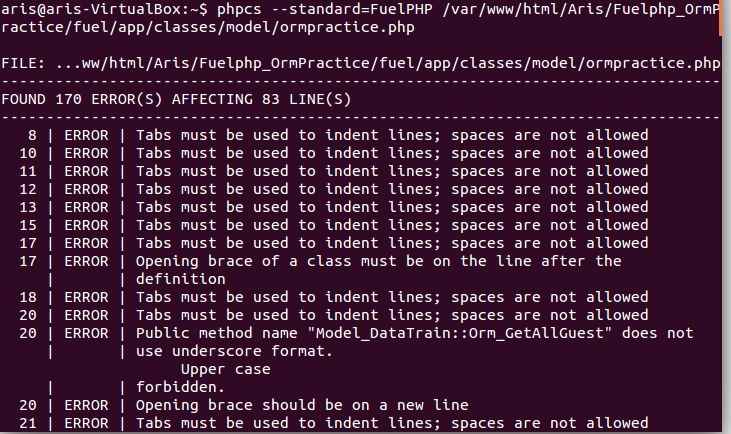 aris@aris-VirtualBox:~$ phpcs --standard=FuelPHP /var/www/html/Aris/Fuelphp_OrmP
ractice/fuel/app/classes/model/ormpractice.php

FILE: ...ww/html/Aris/Fuelphp_OrmPractice/fuel/app/classes/model/ormpractice.php
--------------------------------------------------------------------------------
FOUND 170 ERROR(S) AFFECTING 83 LINE(S)
--------------------------------------------------------------------------------
   8 | ERROR | Tabs must be used to indent lines; spaces are not allowed
  10 | ERROR | Tabs must be used to indent lines; spaces are not allowed
  11 | ERROR | Tabs must be used to indent lines; spaces are not allowed
  12 | ERROR | Tabs must be used to indent lines; spaces are not allowed
  13 | ERROR | Tabs must be used to indent lines; spaces are not allowed
  15 | ERROR | Tabs must be used to indent lines; spaces are not allowed
  17 | ERROR | Tabs must be used to indent lines; spaces are not allowed
  17 | ERROR | Opening brace of a class must be on the line after the
     |       | definition
  18 | ERROR | Tabs must be used to indent lines; spaces are not allowed
  20 | ERROR | Tabs must be used to indent lines; spaces are not allowed
  20 | ERROR | Public method name "Model_DataTrain::Orm_GetAllGuest" does not
     |       | use underscore format.
                    Upper case
     |       | forbidden.
  20 | ERROR | Opening brace should be on a new line
  21 | ERROR | Tabs must be used to indent lines; spaces are not allowed